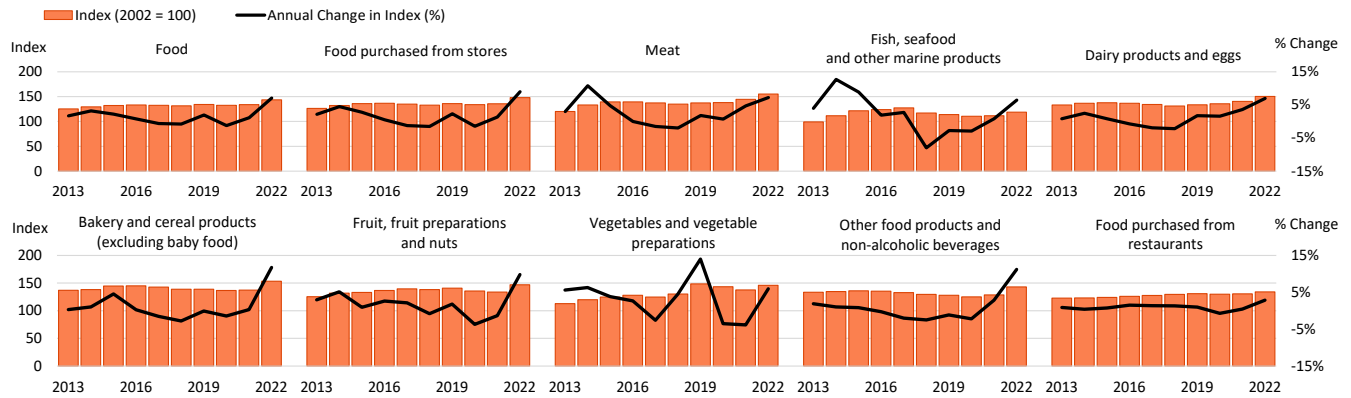 Index (2002 = 100) Annual Change in Index (%)
Index Food Food purchased from stores Meat Fish, seafood and other marine products Dairy products and eggs % Change
200 15%
150 5%
100
50 -5%
0 -15%
2013 2016 2019 2022 2013 2016 2019 2022 2013 2016 2019 2022 2013 2016 2019 2022 2013 2016 2019 2022
Index Bakery and cereal products (excluding baby food) Fruit, fruit preparations and nuts Vegetables and vegetable preparations Other food products and non-alcoholic beverages Food purchased from restaurants % Change
200 15%
150 5%
100
50 -5%
0 -15%
2013 2016 2019 2022 2013 2016 2019 2022 2013 2016 2019 2022 2013 2016 2019 2022 2013 2016 2019 2022